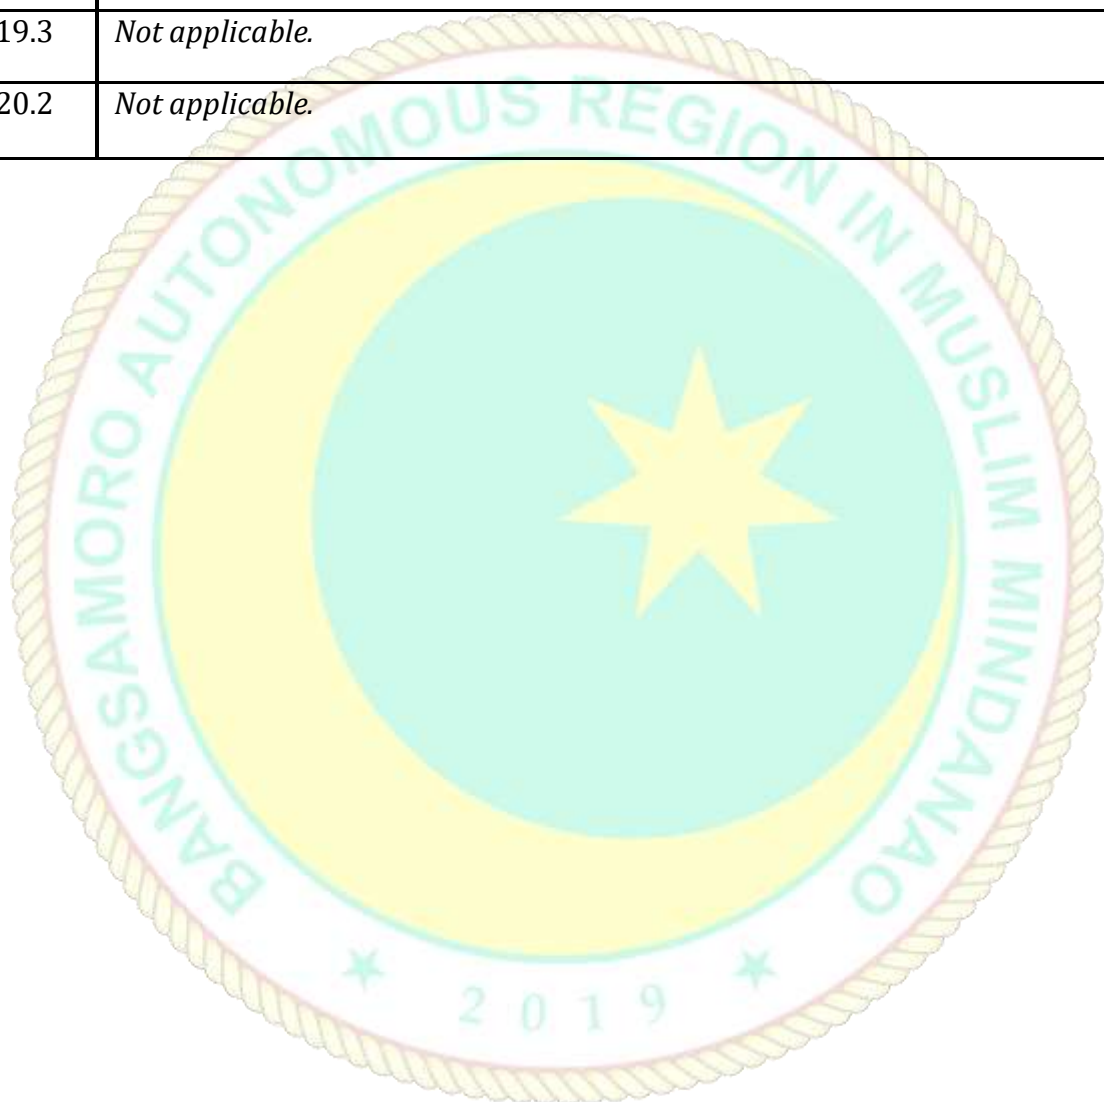 19.3 Not applicable.
20.2 Not applicable.
BANGSAMORO AUTONOMOUS REGION IN MUSLIM MINDANAO
2019